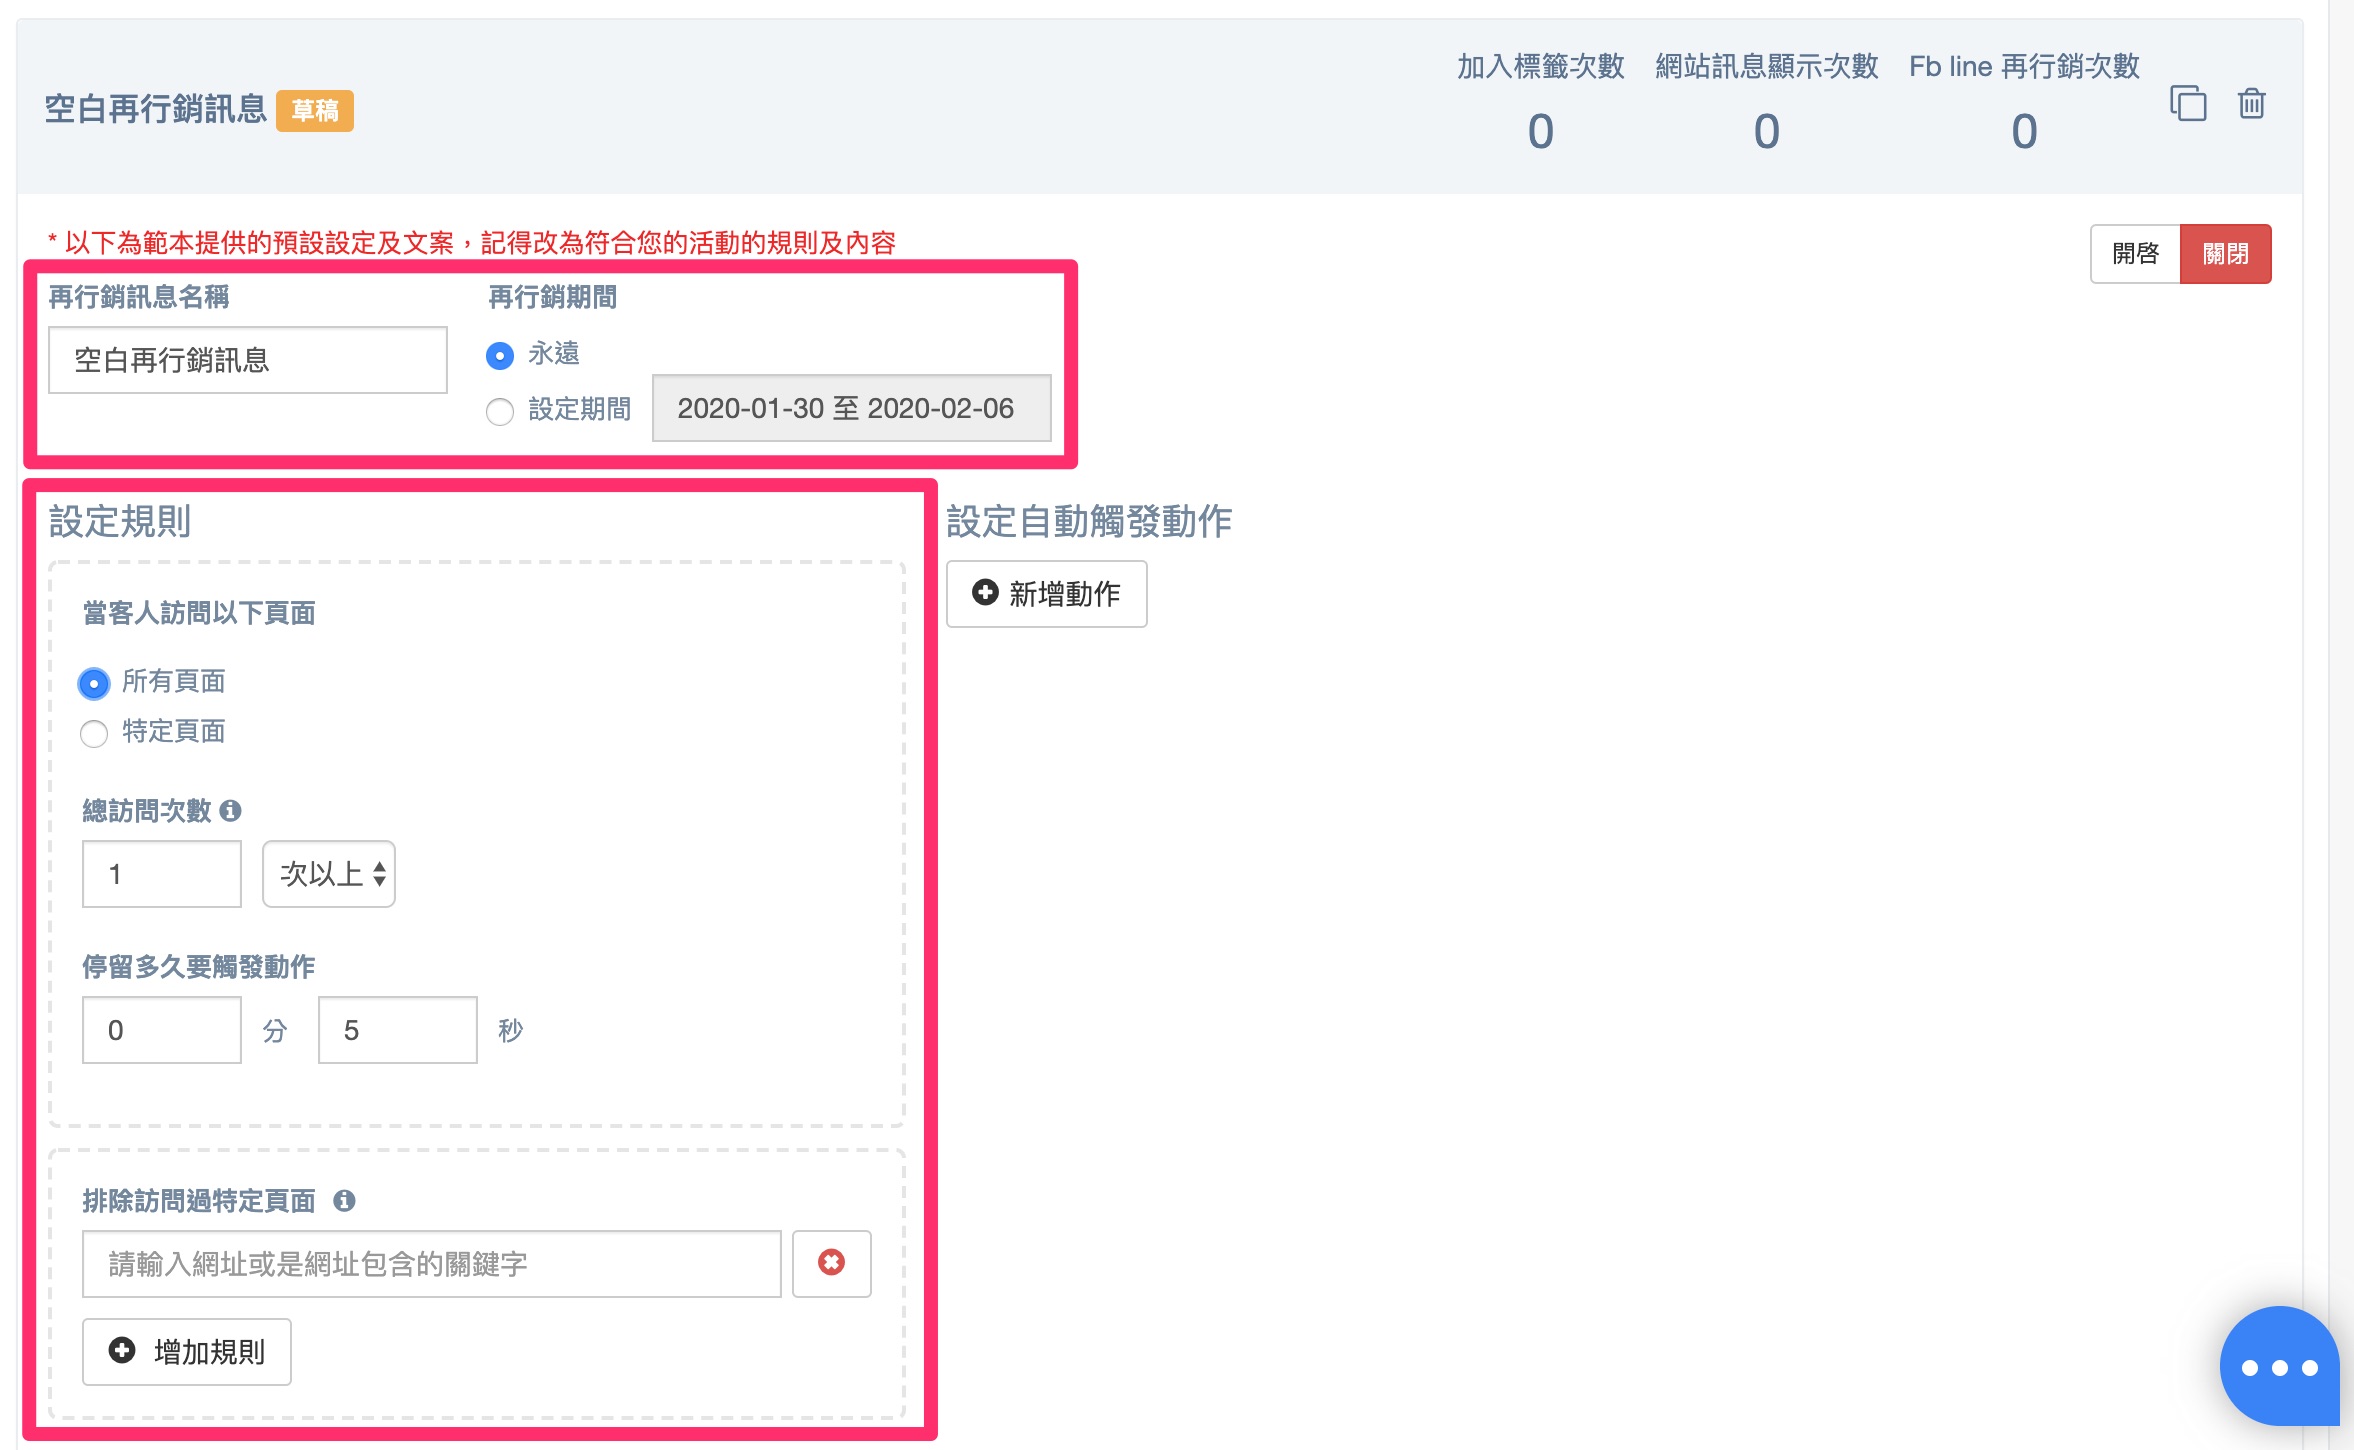 空白再行銷訊息 草稿
加入標籤次數 網站訊息顯示次數 Fb line 再行銷次數
0 0 0
* 以下為範本提供的預設設定及文案，記得改為符合您的活動的規則及內容
開啓 關閉
再行銷訊息名稱 再行銷期間
空白再行銷訊息
永遠
設定期間 2020-01-30 至 2020-02-06
設定規則 設定自動觸發動作
新增動作
當客人訪問以下頁面
所有頁面
特定頁面
總訪問次數
1 次以上
停留多久要觸發動作
0 分 5 秒
排除訪問過特定頁面
請輸入網址或是網址包含的關鍵字
增加規則